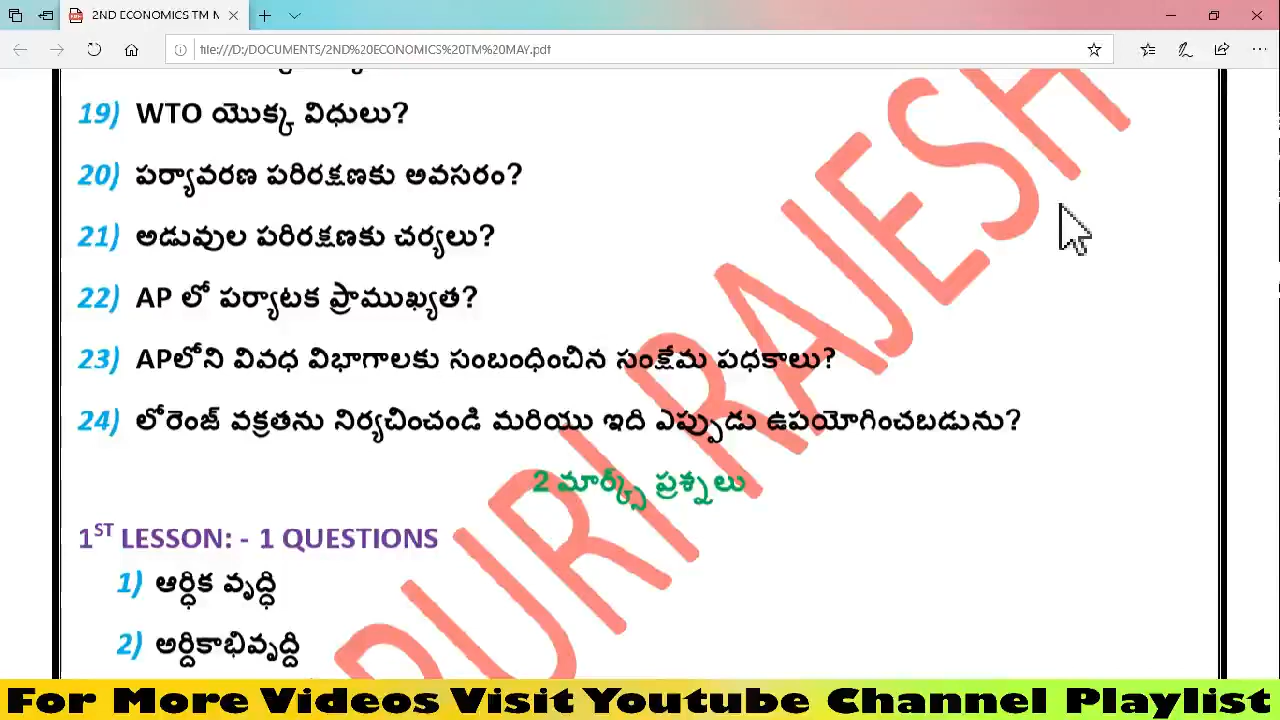 2ND ECONOMICS TM M
file:///D:/DOCUMENTS/2ND%20ECONOMICS%20TM%20MAY.pdf
19) WTO యొక్క విధులు?
20) పర్యావరణ పరిరక్షణకు అవసరం?
21) అడువుల పరిరక్షణకు చర్యలు?
22) AP లో పర్యాటక ప్రాముఖ్యత?
23) APలోని వివధ విభాగాలకు సంబంధించిన సంక్షేమ పధకాలు?
24) లోరెంజ్ వక్రతను నిర్యచించండి మరియు ఇది ఎప్పుడు ఉపయోగించబడును?
2 మార్క్స్ ప్రశ్నలు
1ST LESSON: - 1 QUESTIONS
1) ఆర్ధిక వృద్ధి
2) అర్దికాభివృద్ది
PURI RAJESH
For More Videos Visit Youtube Channel Playlist